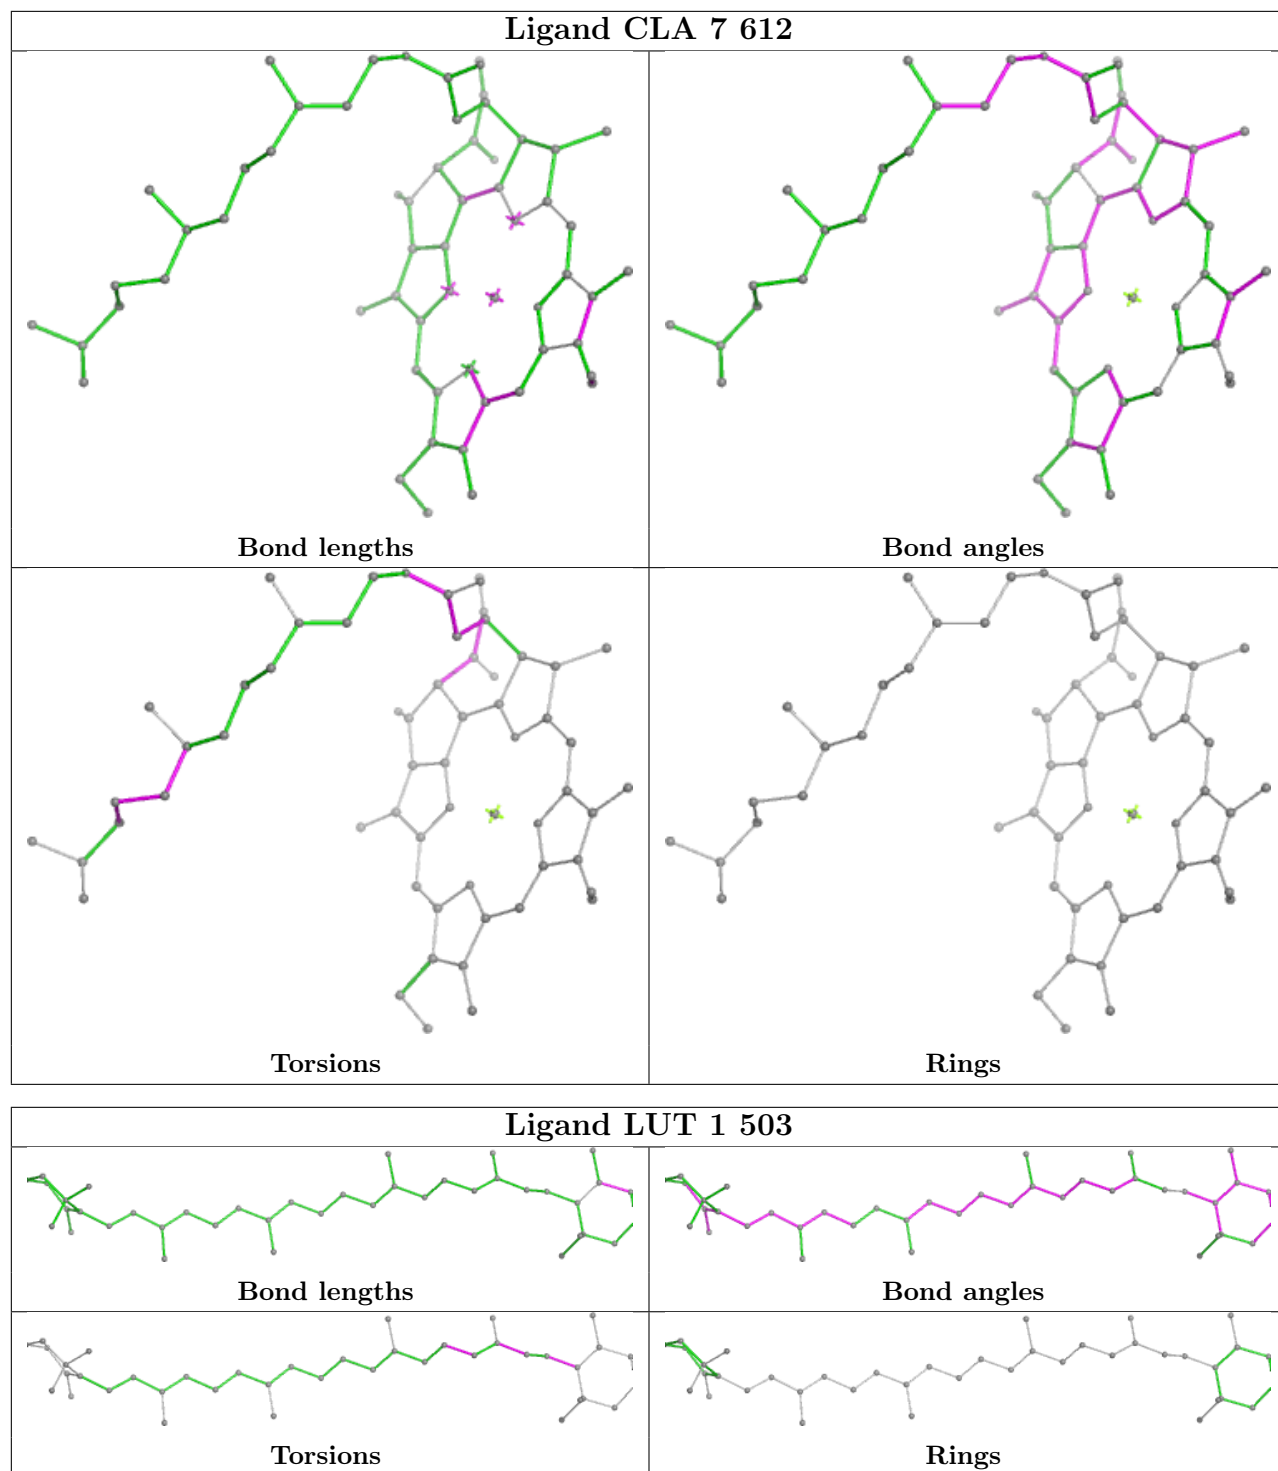 Ligand CLA 7 612
Bond lengths
Bond angles
Torsions
Rings
Ligand LUT 1 503
Bond lengths
Bond angles
Torsions
Rings